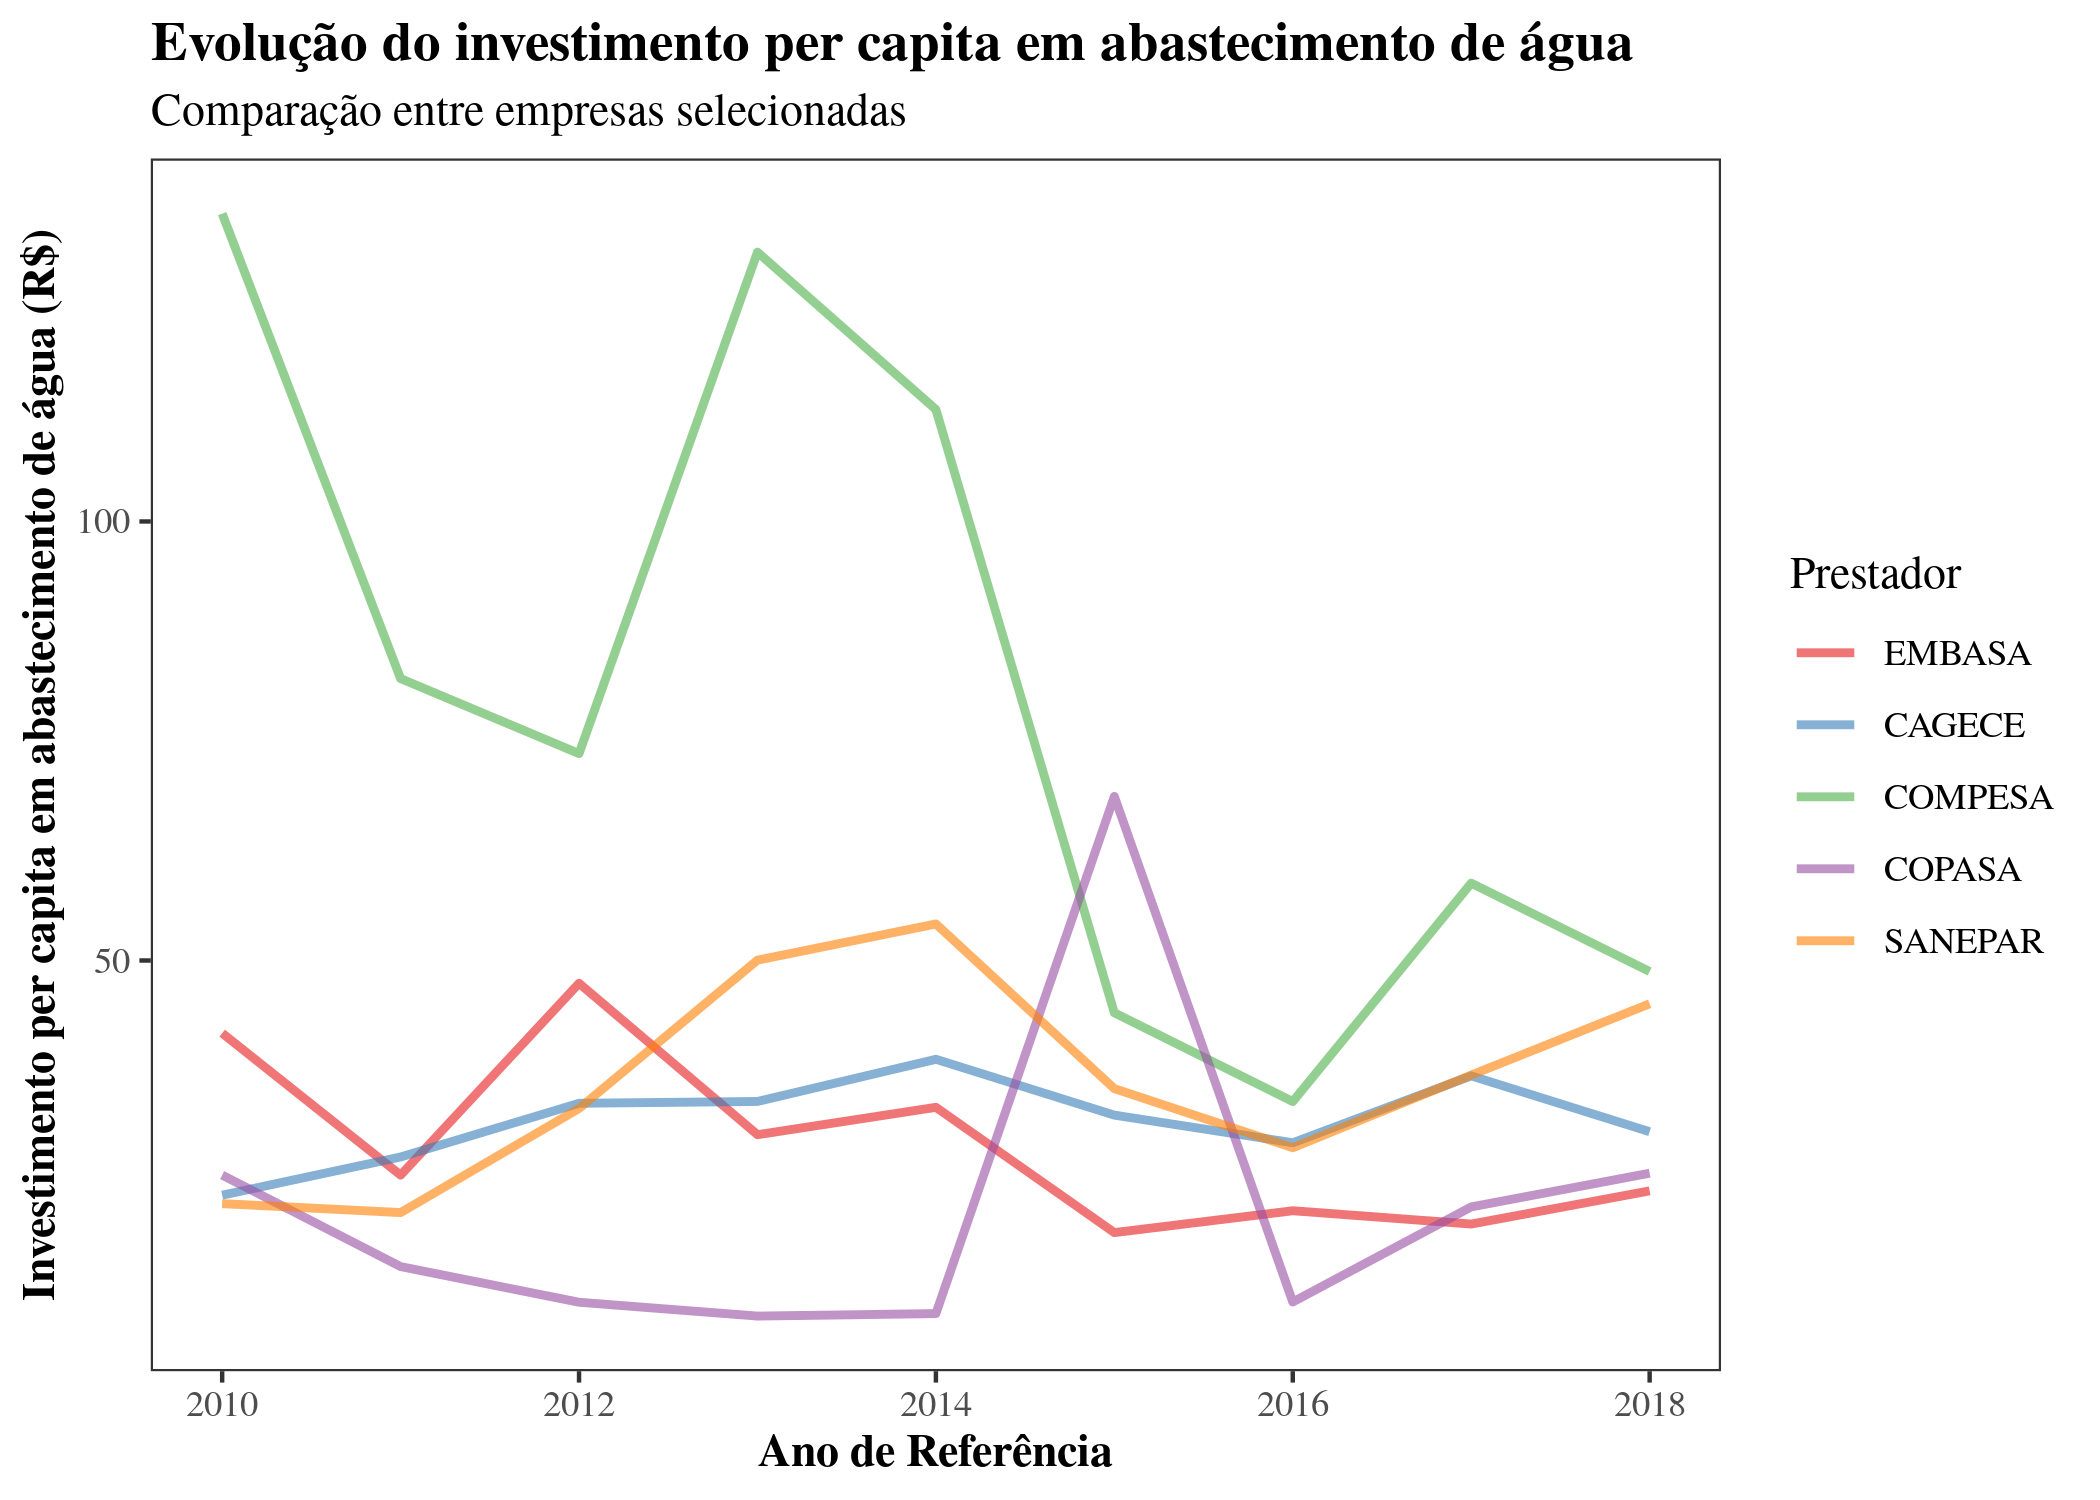 Evolução do investimento per capita em abastecimento de água
Comparação entre empresas selecionadas
Investimento per capita em abastecimento de água (R$)
100
50
2010
2012
2014
2016
2018
Ano de Referência
Prestador
EMBASA
CAGECE
COMPESA
COPASA
SANEPAR